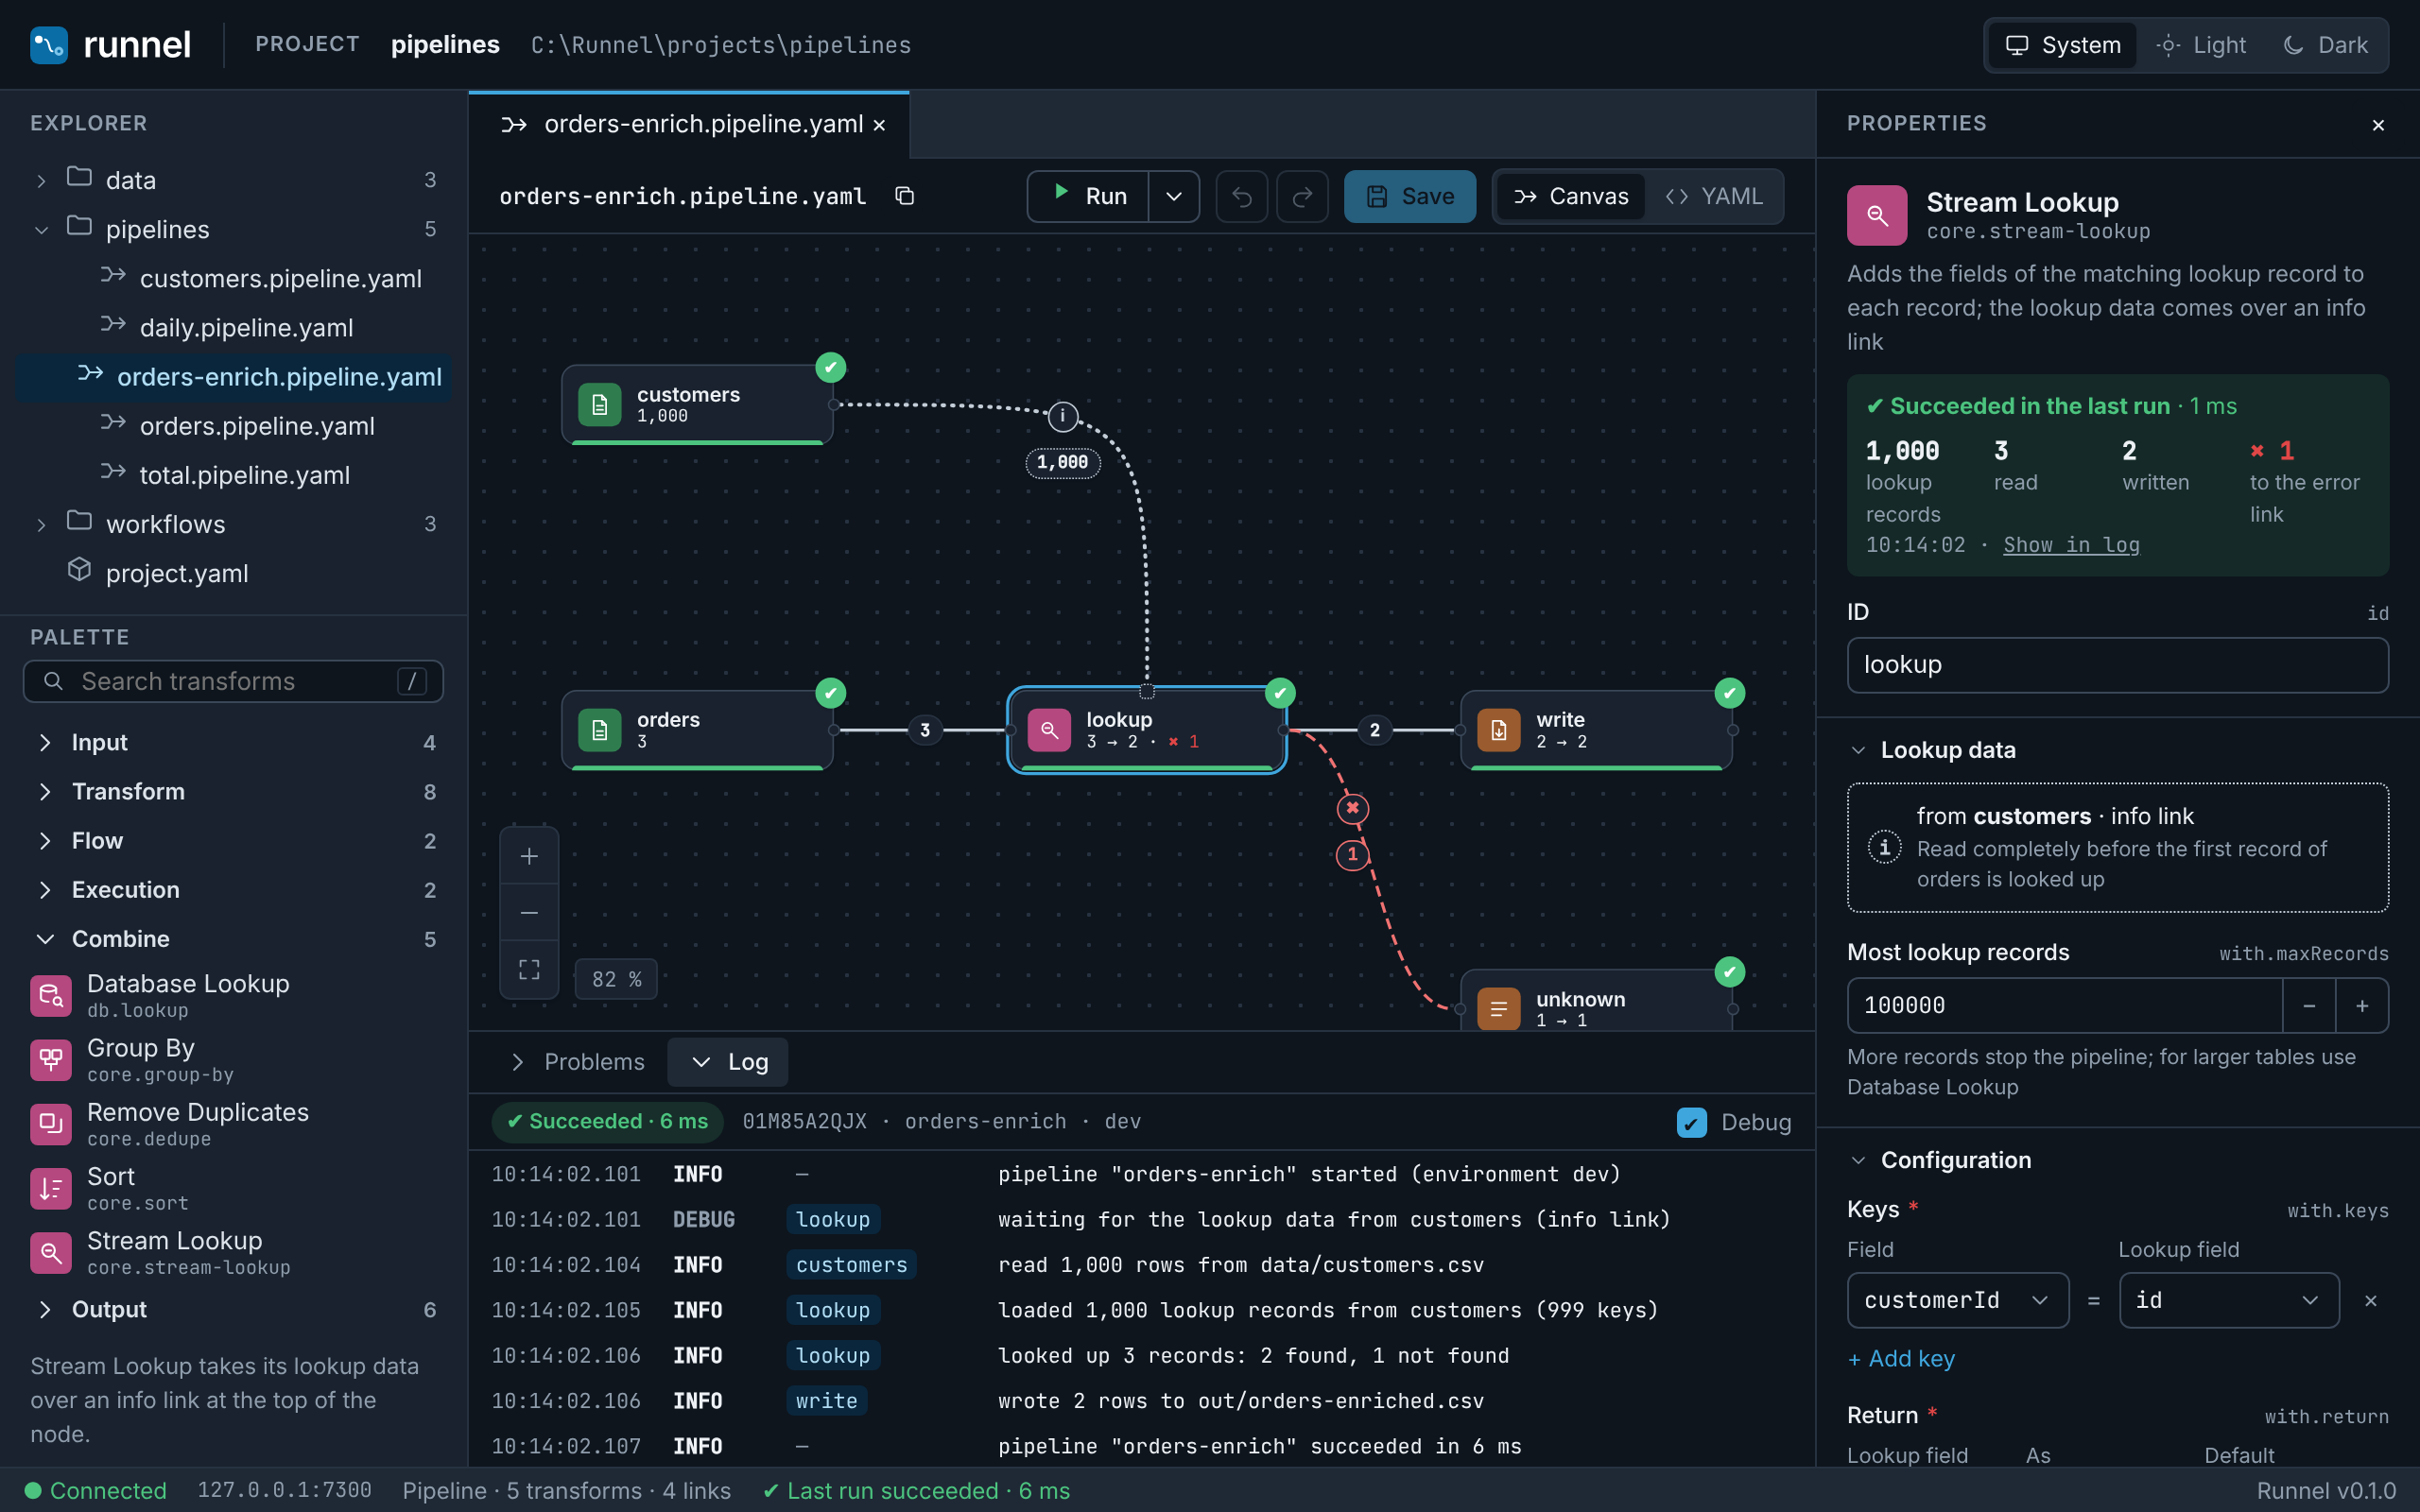 runnel
PROJECT pipelines C:\Runnel\projects\pipelines
System Light Dark
EXPLORER
data 3
pipelines 5
customers.pipeline.yaml
daily.pipeline.yaml
orders-enrich.pipeline.yaml
orders.pipeline.yaml
total.pipeline.yaml
workflows 3
project.yaml
PALETTE
Search transforms /
Input 4
Transform 8
Flow 2
Execution 2
Combine 5
Database Lookup
db.lookup
Group By
core.group-by
Remove Duplicates
core.dedupe
Sort
core.sort
Stream Lookup
core.stream-lookup
Output 6
Stream Lookup takes its lookup data
over an info link at the top of the
node.
orders-enrich.pipeline.yaml ×
orders-enrich.pipeline.yaml
Run Save Canvas YAML
customers
1,000
i
1,000
orders
3
3
lookup
3 → 2 · ✖ 1
2
write
2 → 2
✖
1
unknown
1 → 1
+
−
82 %
Problems Log
✔ Succeeded · 6 ms 01M85A2QJX · orders-enrich · dev Debug
10:14:02.101 INFO — pipeline "orders-enrich" started (environment dev)
10:14:02.101 DEBUG lookup waiting for the lookup data from customers (info link)
10:14:02.104 INFO customers read 1,000 rows from data/customers.csv
10:14:02.105 INFO lookup loaded 1,000 lookup records from customers (999 keys)
10:14:02.106 INFO lookup looked up 3 records: 2 found, 1 not found
10:14:02.106 INFO write wrote 2 rows to out/orders-enriched.csv
10:14:02.107 INFO — pipeline "orders-enrich" succeeded in 6 ms
PROPERTIES ×
Stream Lookup
core.stream-lookup
Adds the fields of the matching lookup record to
each record; the lookup data comes over an info
link
✔ Succeeded in the last run · 1 ms
1,000 3 2 ✖ 1
lookup read written to the error
records link
10:14:02 · Show in log
ID id
lookup
Lookup data
from customers · info link
i
Read completely before the first record of
orders is looked up
Most lookup records with.maxRecords
100000 − +
More records stop the pipeline; for larger tables use
Database Lookup
Configuration
Keys * with.keys
Field Lookup field
customerId = id ×
+ Add key
Return * with.return
Lookup field As Default
Connected 127.0.0.1:7300 Pipeline · 5 transforms · 4 links ✔ Last run succeeded · 6 ms Runnel v0.1.0